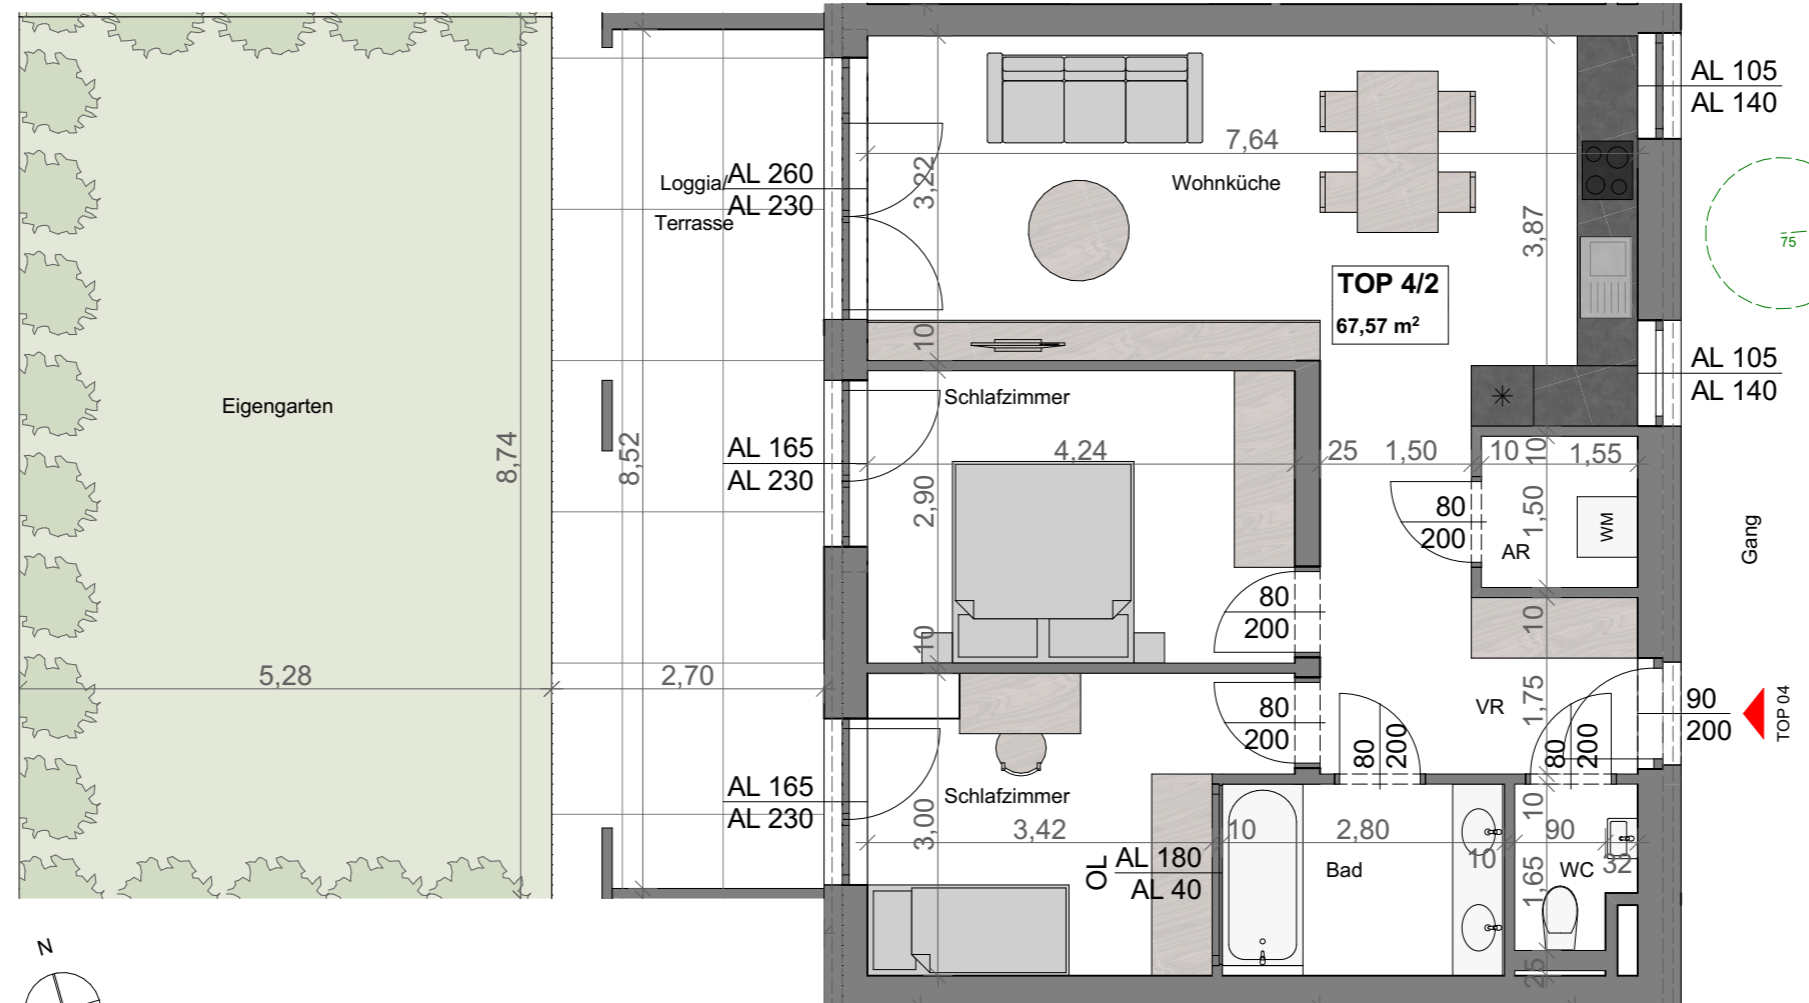 AL 105
AL 140
Loggia/
Terrasse
AL 260
AL 230
3,22
7,64
Wohnküche
3,87
75
TOP 4/2
67,57 m²
10
AL 105
AL 140
Eigengarten
8,74
8,52
Schlafzimmer
AL 165
AL 230
4,24
25
1,50
10
10
1,55
2,90
80
200
1,50
AR
WM
Gang
80
200
10
10
5,28
2,70
80
200
VR
1,75
90
200
TOP 04
80
200
80
200
AL 165
AL 230
Schlafzimmer
3,00
3,42
10
2,80
10
10
90
32
OL
AL 180
AL 40
Bad
1,65
WC
25
N